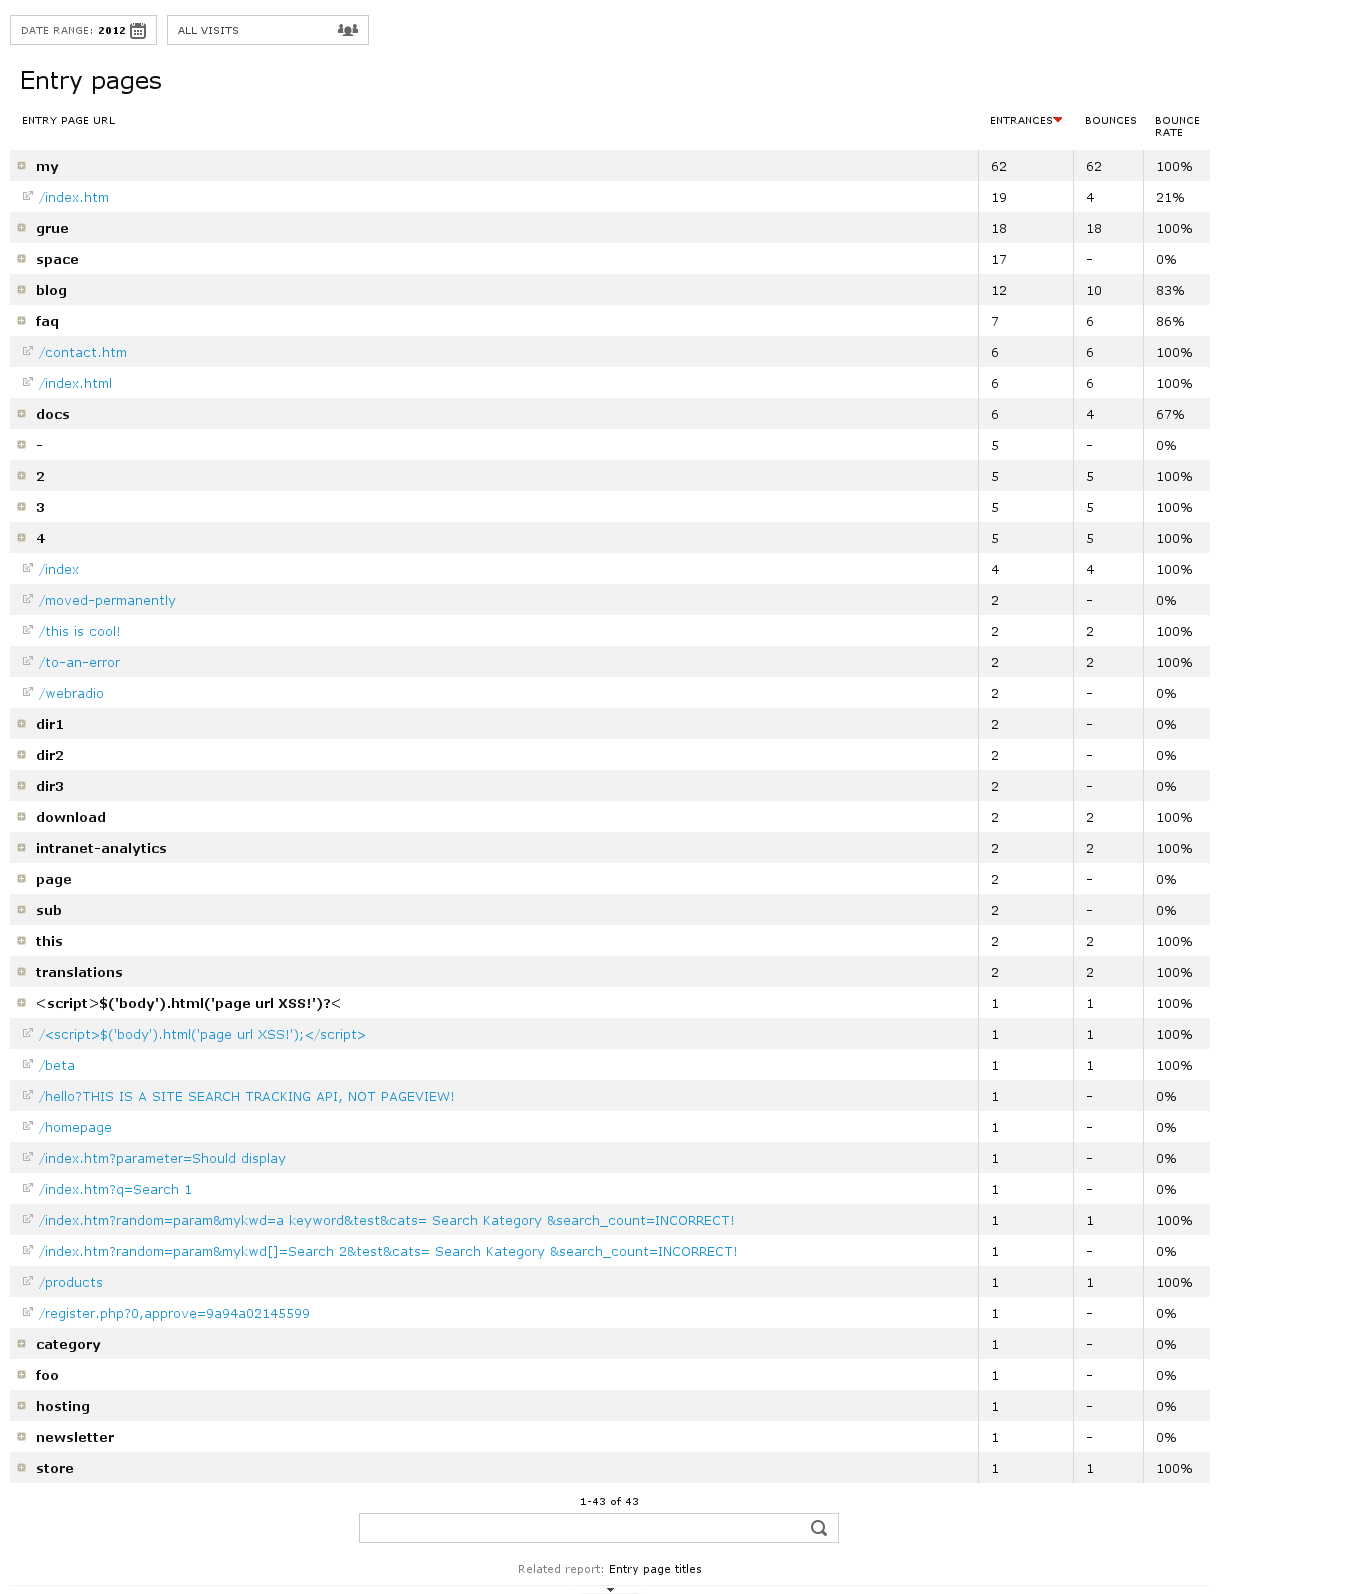 DATE RANGE: 2012 ALL VISITS
Entry pages
ENTRY PAGE URL ENTRANCES BOUNCES BOUNCE RATE
my 62 62 100%
/index.htm 19 4 21%
grue 18 18 100%
space 17 - 0%
blog 12 10 83%
faq 7 6 86%
/contact.htm 6 6 100%
/index.html 6 6 100%
docs 6 4 67%
- 5 - 0%
2 5 5 100%
3 5 5 100%
4 5 5 100%
/index 4 4 100%
/moved-permanently 2 - 0%
/this is cool! 2 2 100%
/to-an-error 2 2 100%
/webradio 2 - 0%
dir1 2 - 0%
dir2 2 - 0%
dir3 2 - 0%
download 2 2 100%
intranet-analytics 2 2 100%
page 2 - 0%
sub 2 - 0%
this 2 2 100%
translations 2 2 100%
<script>$('body').html('page url XSS!')?< 1 1 100%
/<script>$('body').html('page url XSS!');</script> 1 1 100%
/beta 1 1 100%
/hello?THIS IS A SITE SEARCH TRACKING API, NOT PAGEVIEW! 1 - 0%
/homepage 1 - 0%
/index.htm?parameter=Should display 1 - 0%
/index.htm?q=Search 1 1 - 0%
/index.htm?random=param&mykwd=a keyword&test&cats= Search Kategory &search_count=INCORRECT! 1 1 100%
/index.htm?random=param&mykwd[]=Search 2&test&cats= Search Kategory &search_count=INCORRECT! 1 - 0%
/products 1 1 100%
/register.php?0,approve=9a94a02145599 1 - 0%
category 1 - 0%
foo 1 - 0%
hosting 1 - 0%
newsletter 1 - 0%
store 1 1 100%
1-43 of 43
Related report: Entry page titles